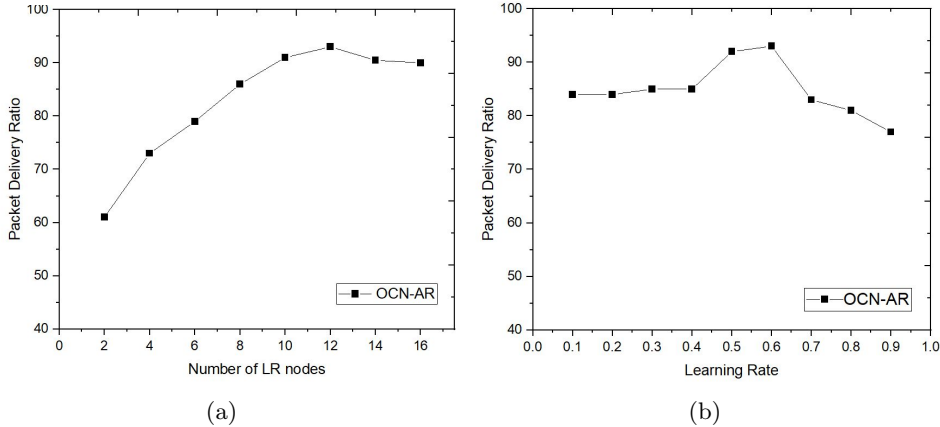 100
90
80
70
60
50
40
Packet Delivery Ratio
OCN-AR
0 2 4 6 8 10 12 14 16
Number of LR nodes
(a)
100
90
80
70
60
50
40
Packet Delivery Ratio
OCN-AR
0.0 0.1 0.2 0.3 0.4 0.5 0.6 0.7 0.8 0.9 1.0
Learning Rate
(b)